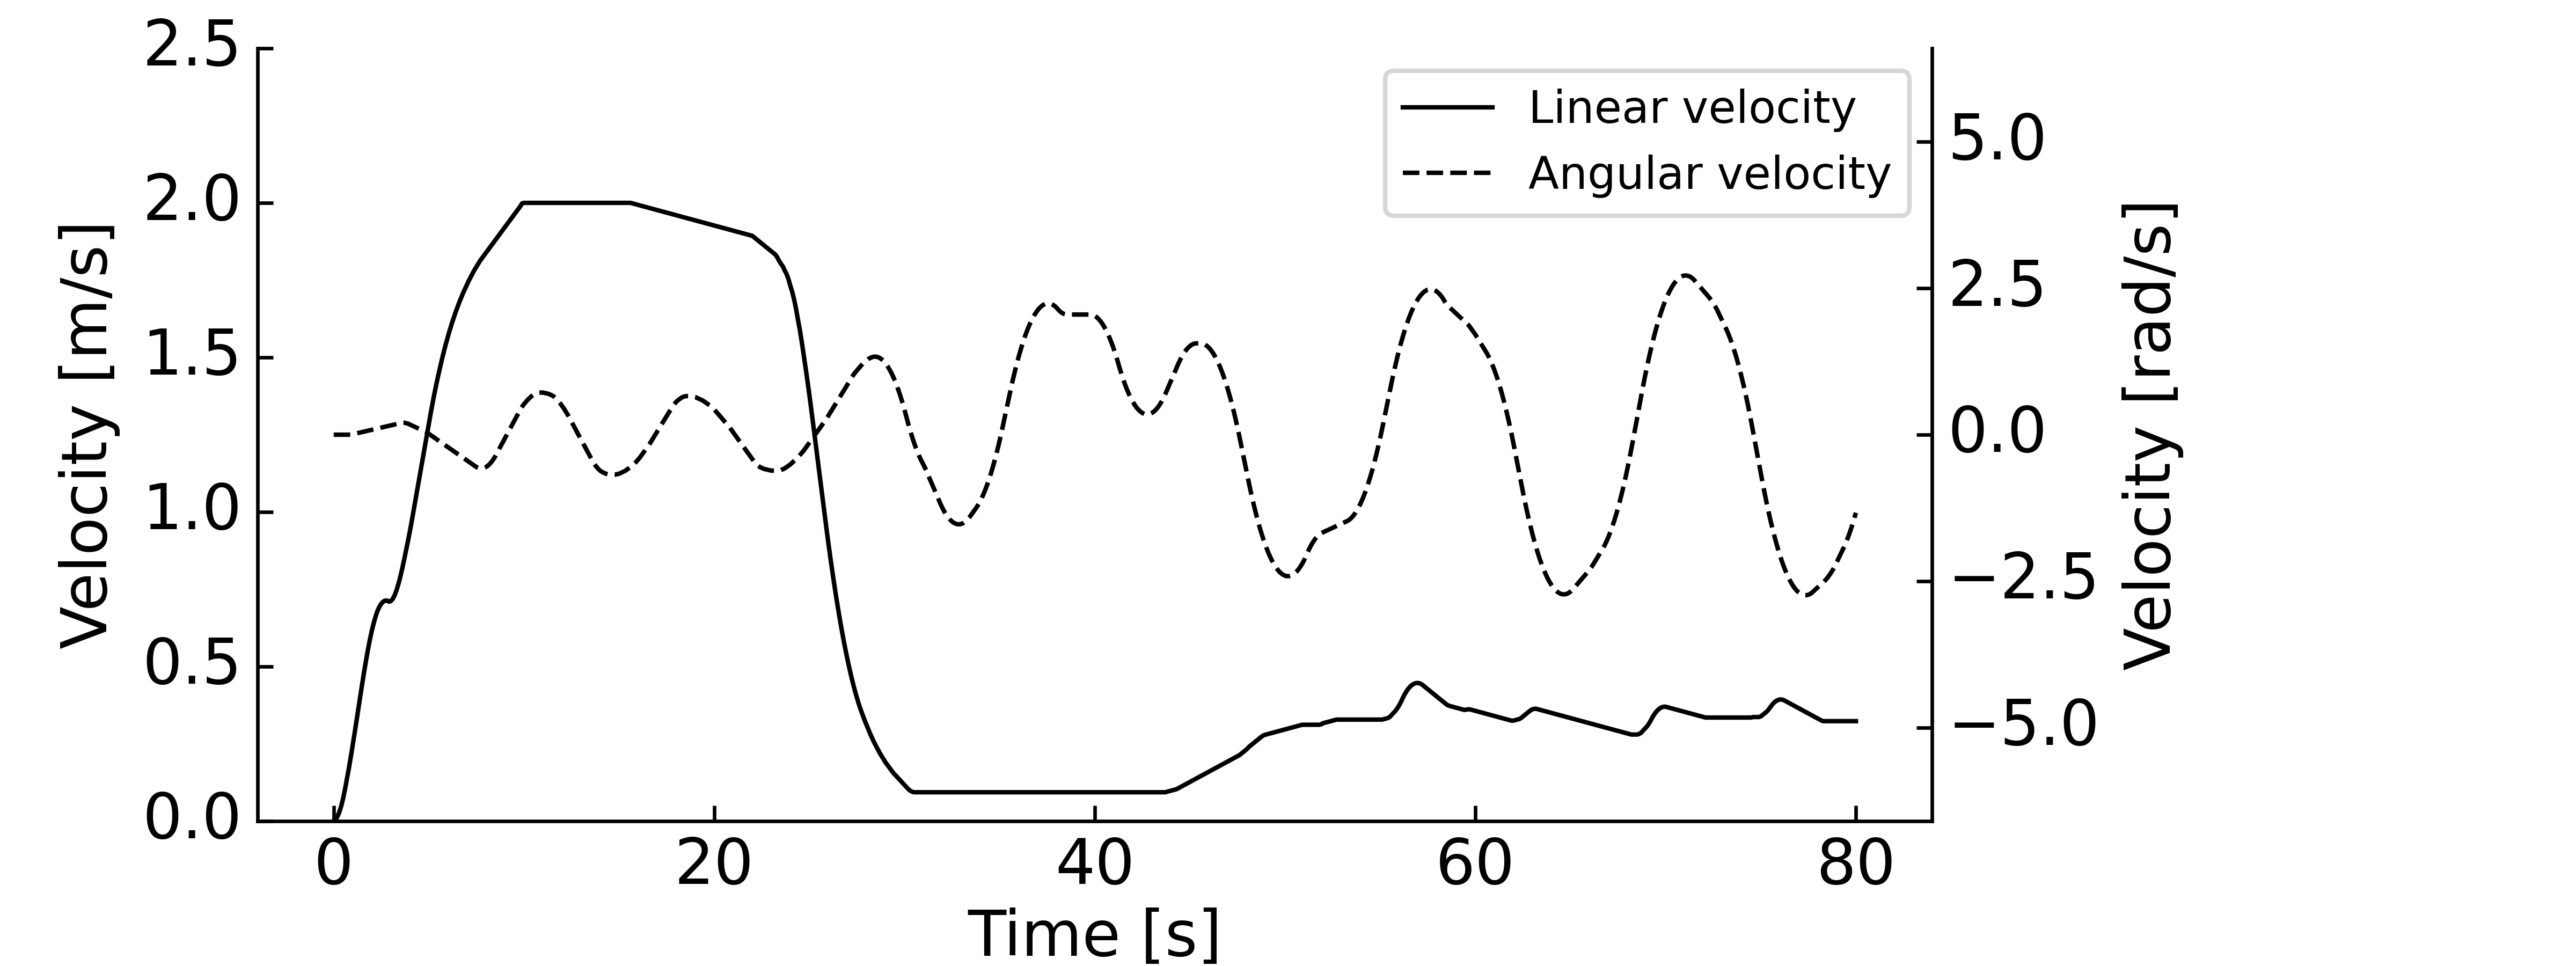 2.5
2.0
1.5
1.0
0.5
0.0
Velocity [m/s]
Linear velocity
Angular velocity
5.0
2.5
0.0
−2.5
−5.0
Velocity [rad/s]
0 20 40 60 80
Time [s]